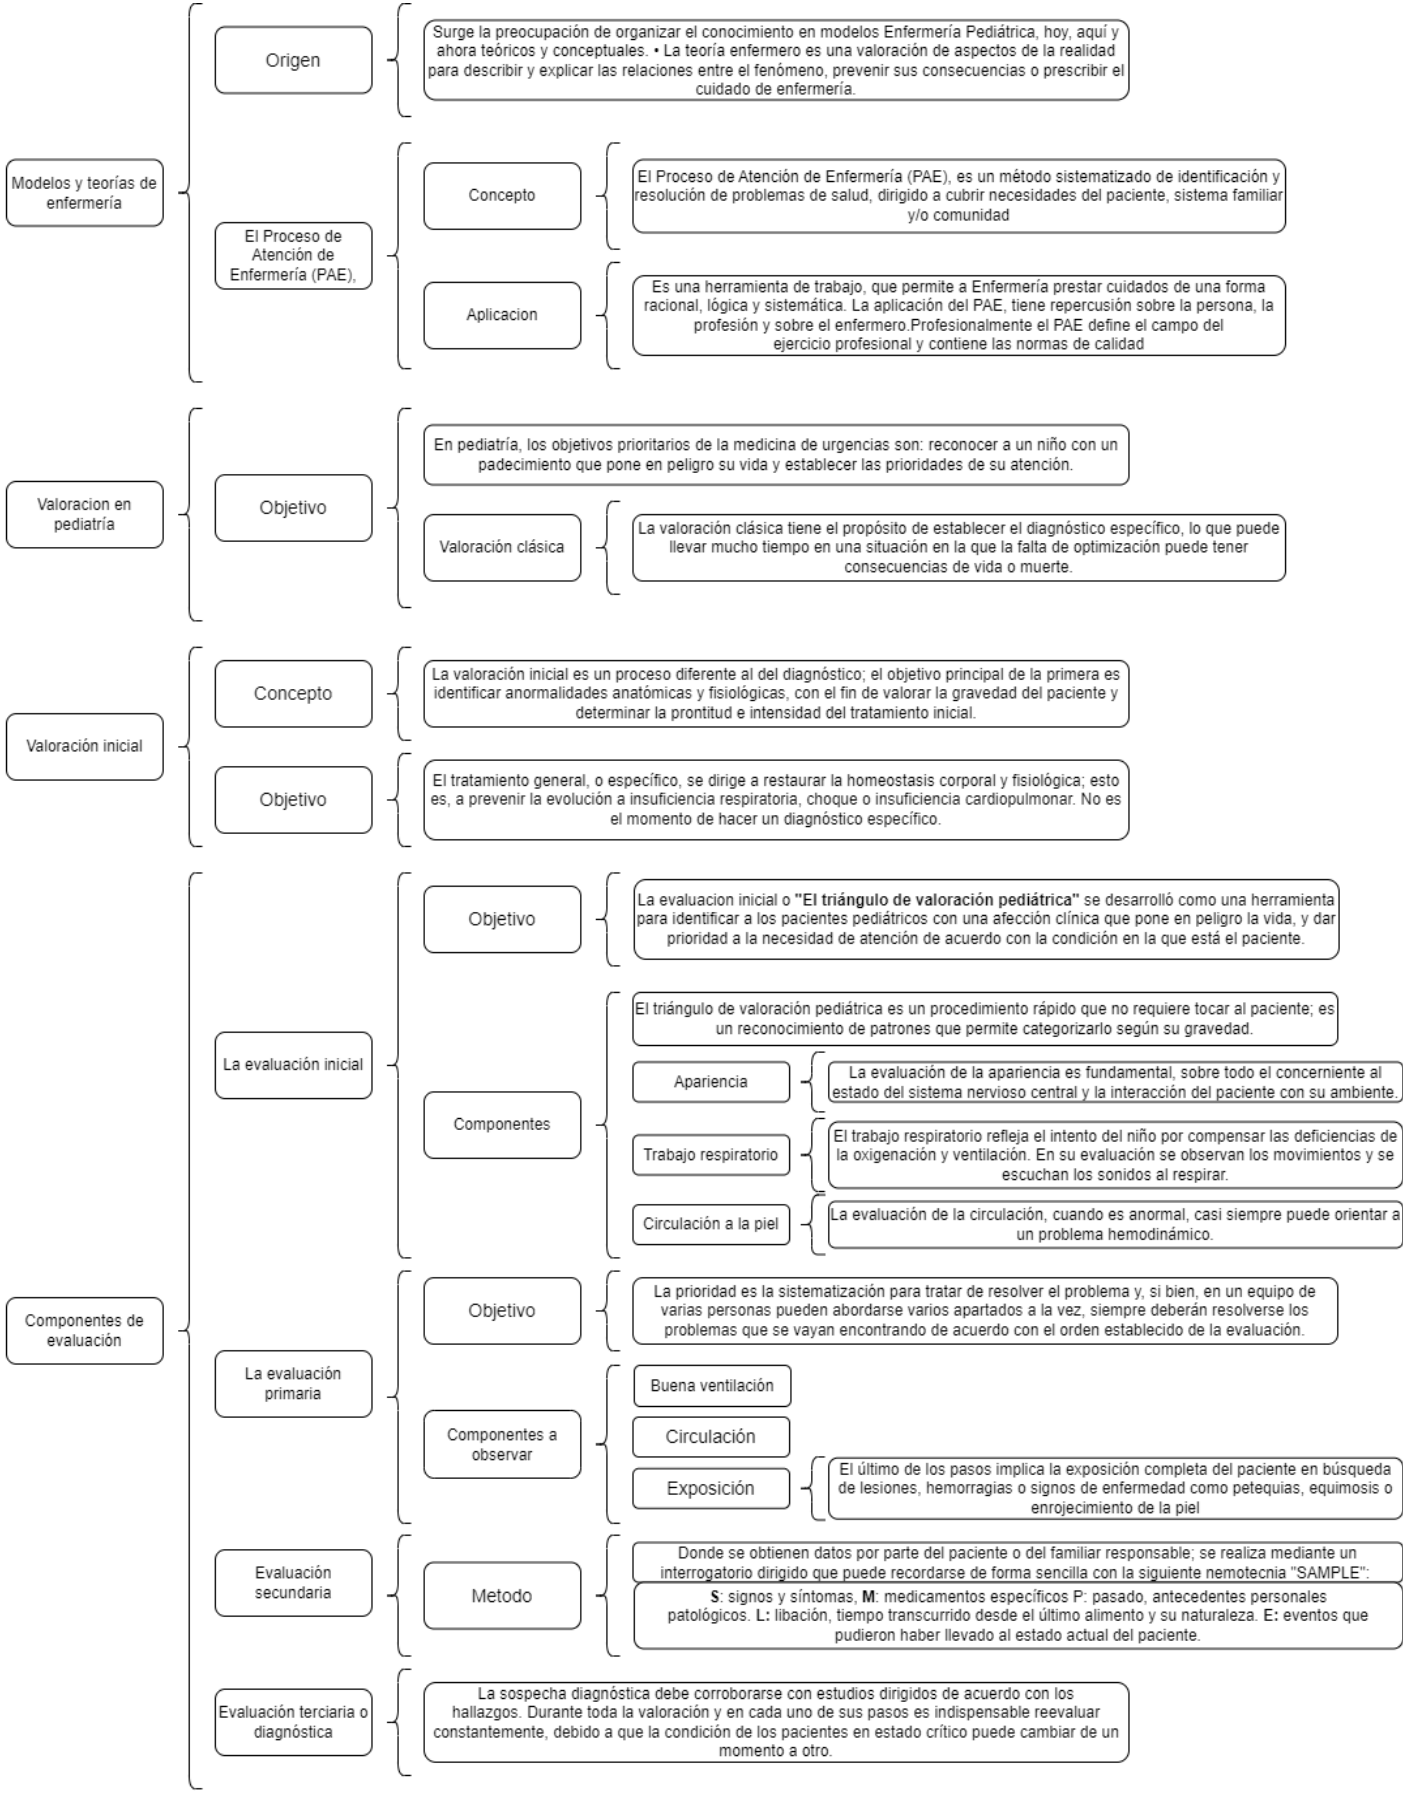 Modelos y teorías de
enfermería
Origen
Surge la preocupación de organizar el conocimiento en modelos Enfermería Pediátrica, hoy, aquí y
ahora teóricos y conceptuales. • La teoría enfermero es una valoración de aspectos de la realidad
para describir y explicar las relaciones entre el fenómeno, prevenir sus consecuencias o prescribir el
cuidado de enfermería.
El Proceso de
Atención de
Enfermería (PAE),
Concepto
El Proceso de Atención de Enfermería (PAE), es un método sistematizado de identificación y
resolución de problemas de salud, dirigido a cubrir necesidades del paciente, sistema familiar
y/o comunidad
Aplicacion
Es una herramienta de trabajo, que permite a Enfermería prestar cuidados de una forma
racional, lógica y sistemática. La aplicación del PAE, tiene repercusión sobre la persona, la
profesión y sobre el enfermero.Profesionalmente el PAE define el campo del
ejercicio profesional y contiene las normas de calidad
Valoracion en
pediatría
Objetivo
En pediatría, los objetivos prioritarios de la medicina de urgencias son: reconocer a un niño con un
padecimiento que pone en peligro su vida y establecer las prioridades de su atención.
Valoración clásica
La valoración clásica tiene el propósito de establecer el diagnóstico específico, lo que puede
llevar mucho tiempo en una situación en la que la falta de optimización puede tener
consecuencias de vida o muerte.
Valoración inicial
Concepto
La valoración inicial es un proceso diferente al del diagnóstico; el objetivo principal de la primera es
identificar anormalidades anatómicas y fisiológicas, con el fin de valorar la gravedad del paciente y
determinar la prontitud e intensidad del tratamiento inicial.
Objetivo
El tratamiento general, o específico, se dirige a restaurar la homeostasis corporal y fisiológica; esto
es, a prevenir la evolución a insuficiencia respiratoria, choque o insuficiencia cardiopulmonar. No es
el momento de hacer un diagnóstico específico.
Componentes de
evaluación
La evaluación inicial
Objetivo
La evaluacion inicial o "El triángulo de valoración pediátrica" se desarrolló como una herramienta
para identificar a los pacientes pediátricos con una afección clínica que pone en peligro la vida, y dar
prioridad a la necesidad de atención de acuerdo con la condición en la que está el paciente.
Componentes
El triángulo de valoración pediátrica es un procedimiento rápido que no requiere tocar al paciente; es
un reconocimiento de patrones que permite categorizarlo según su gravedad.
Apariencia
La evaluación de la apariencia es fundamental, sobre todo el concerniente al
estado del sistema nervioso central y la interacción del paciente con su ambiente.
Trabajo respiratorio
El trabajo respiratorio refleja el intento del niño por compensar las deficiencias de
la oxigenación y ventilación. En su evaluación se observan los movimientos y se
escuchan los sonidos al respirar.
Circulación a la piel
La evaluación de la circulación, cuando es anormal, casi siempre puede orientar a
un problema hemodinámico.
La evaluación
primaria
Objetivo
La prioridad es la sistematización para tratar de resolver el problema y, si bien, en un equipo de
varias personas pueden abordarse varios apartados a la vez, siempre deberán resolverse los
problemas que se vayan encontrando de acuerdo con el orden establecido de la evaluación.
Componentes a
observar
Buena ventilación
Circulación
Exposición
El último de los pasos implica la exposición completa del paciente en búsqueda
de lesiones, hemorragias o signos de enfermedad como petequias, equimosis o
enrojecimiento de la piel
Evaluación
secundaria
Metodo
Donde se obtienen datos por parte del paciente o del familiar responsable; se realiza mediante un
interrogatorio dirigido que puede recordarse de forma sencilla con la siguiente nemotecnia "SAMPLE":
S: signos y síntomas, M: medicamentos específicos P: pasado, antecedentes personales
patológicos. L: libación, tiempo transcurrido desde el último alimento y su naturaleza. E: eventos que
pudieron haber llevado al estado actual del paciente.
Evaluación terciaria o
diagnóstica
La sospecha diagnóstica debe corroborarse con estudios dirigidos de acuerdo con los
hallazgos. Durante toda la valoración y en cada uno de sus pasos es indispensable reevaluar
constantemente, debido a que la condición de los pacientes en estado crítico puede cambiar de un
momento a otro.